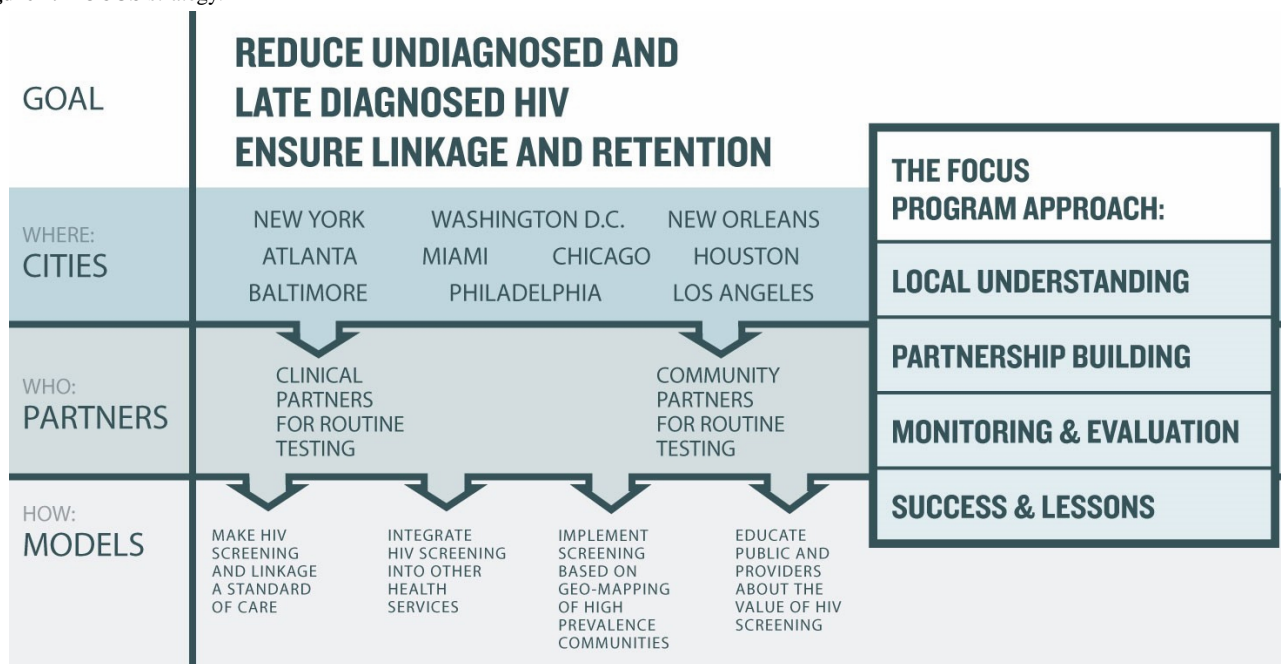 FOCUS strategy.
GOAL
REDUCE UNDIAGNOSED AND
LATE DIAGNOSED HIV
ENSURE LINKAGE AND RETENTION
WHERE:
CITIES
NEW YORK WASHINGTON D.C. NEW ORLEANS
ATLANTA MIAMI CHICAGO HOUSTON
BALTIMORE PHILADELPHIA LOS ANGELES
WHO:
PARTNERS
CLINICAL
PARTNERS
FOR ROUTINE
TESTING
COMMUNITY
PARTNERS
FOR ROUTINE
TESTING
HOW:
MODELS
MAKE HIV
SCREENING
AND LINKAGE
A STANDARD
OF CARE
INTEGRATE
HIV SCREENING
INTO OTHER
HEALTH
SERVICES
IMPLEMENT
SCREENING
BASED ON
GEO-MAPPING
OF HIGH
PREVALENCE
COMMUNITIES
EDUCATE
PUBLIC AND
PROVIDERS
ABOUT THE
VALUE OF HIV
SCREENING
THE FOCUS
PROGRAM APPROACH:
LOCAL UNDERSTANDING
PARTNERSHIP BUILDING
MONITORING & EVALUATION
SUCCESS & LESSONS